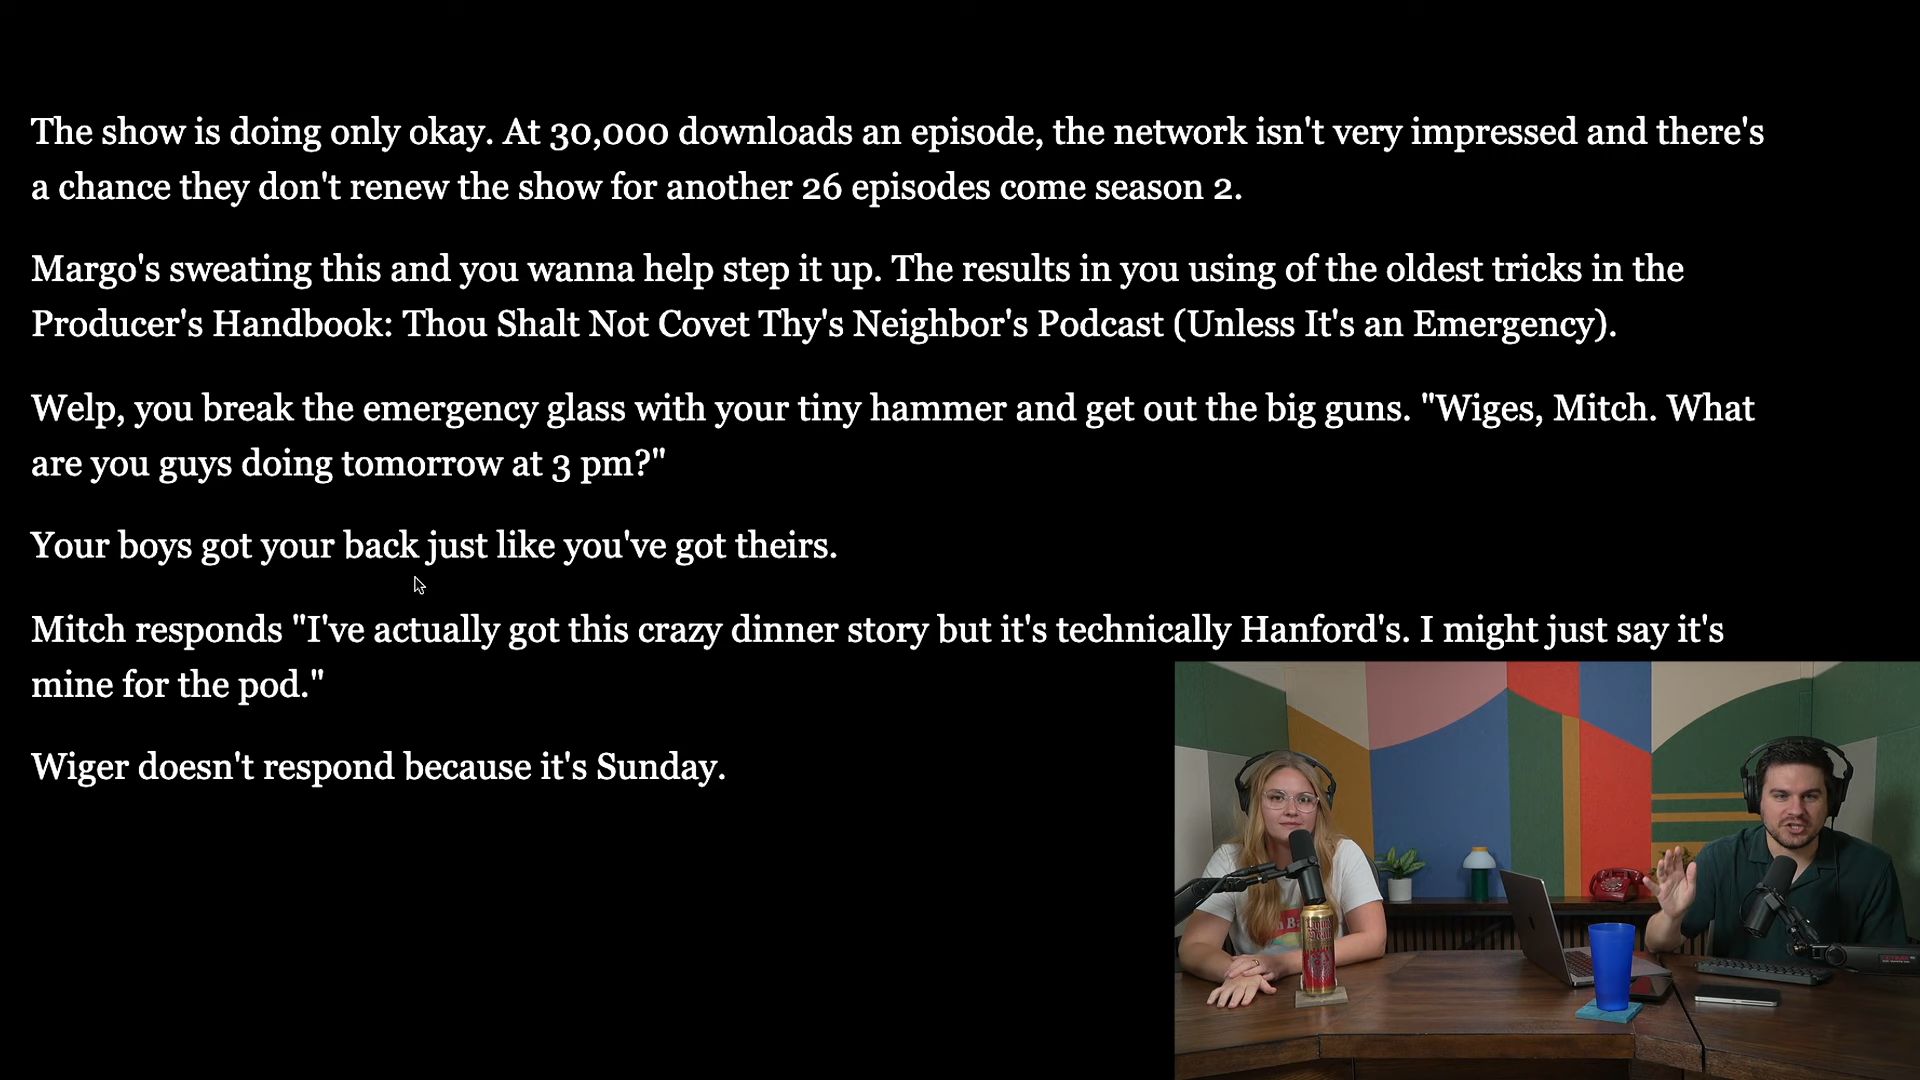 The show is doing only okay. At 30,000 downloads an episode, the network isn't very impressed and there's
a chance they don't renew the show for another 26 episodes come season 2.
Margo's sweating this and you wanna help step it up. The results in you using of the oldest tricks in the
Producer's Handbook: Thou Shalt Not Covet Thy's Neighbor's Podcast (Unless It's an Emergency).
Welp, you break the emergency glass with your tiny hammer and get out the big guns. "Wiges, Mitch. What
are you guys doing tomorrow at 3 pm?"
Your boys got your back just like you've got theirs.
Mitch responds "I've actually got this crazy dinner story but it's technically Hanford's. I might just say it's
mine for the pod."
Wiger doesn't respond because it's Sunday.